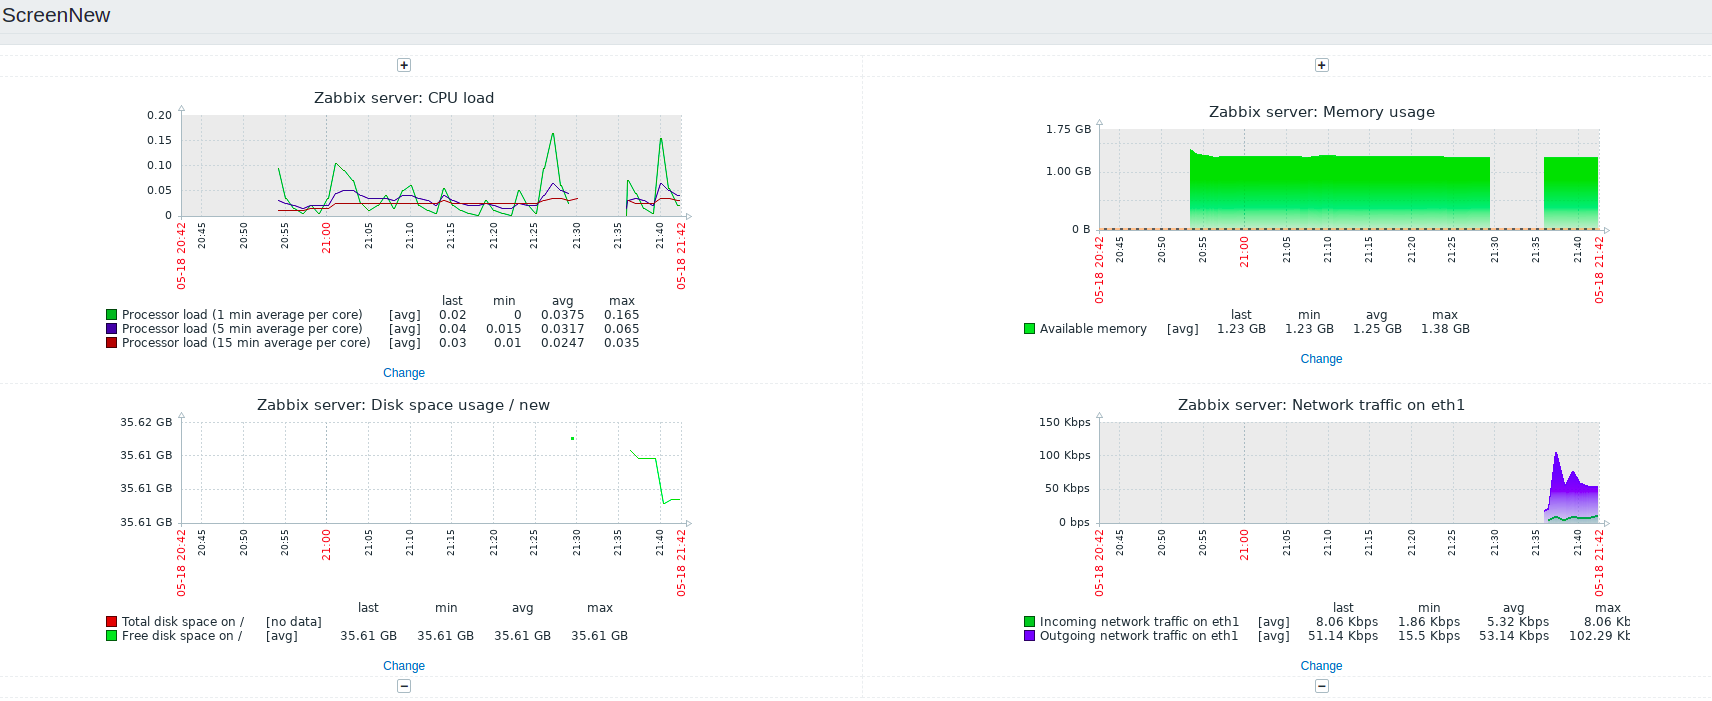 ScreenNew
+
+
Zabbix server: CPU load
0.20
0.15
0.10
0.05
0
05-18 20:42
20:45
20:50
20:55
21:00
21:05
21:10
21:15
21:20
21:25
21:30
21:35
21:40
05-18 21:42
last min avg max
Processor load (1 min average per core) [avg] 0.02 0 0.0375 0.165
Processor load (5 min average per core) [avg] 0.04 0.015 0.0317 0.065
Processor load (15 min average per core) [avg] 0.03 0.01 0.0247 0.035
Change
Zabbix server: Memory usage
1.75 GB
1.00 GB
0 B
05-18 20:42
20:45
20:50
20:55
21:00
21:05
21:10
21:15
21:20
21:25
21:30
21:35
21:40
05-18 21:42
last min avg max
Available memory [avg] 1.23 GB 1.23 GB 1.25 GB 1.38 GB
Change
Zabbix server: Disk space usage / new
35.62 GB
35.61 GB
35.61 GB
35.61 GB
05-18 20:42
20:45
20:50
20:55
21:00
21:05
21:10
21:15
21:20
21:25
21:30
21:35
21:40
05-18 21:42
last min avg max
Total disk space on / [no data]
Free disk space on / [avg] 35.61 GB 35.61 GB 35.61 GB 35.61 GB
Change
Zabbix server: Network traffic on eth1
150 Kbps
100 Kbps
50 Kbps
0 bps
05-18 20:42
20:45
20:50
20:55
21:00
21:05
21:10
21:15
21:20
21:25
21:30
21:35
21:40
05-18 21:42
last min avg max
Incoming network traffic on eth1 [avg] 8.06 Kbps 1.86 Kbps 5.32 Kbps 8.06 Kb
Outgoing network traffic on eth1 [avg] 51.14 Kbps 15.5 Kbps 53.14 Kbps 102.29 Kb
Change
−
−